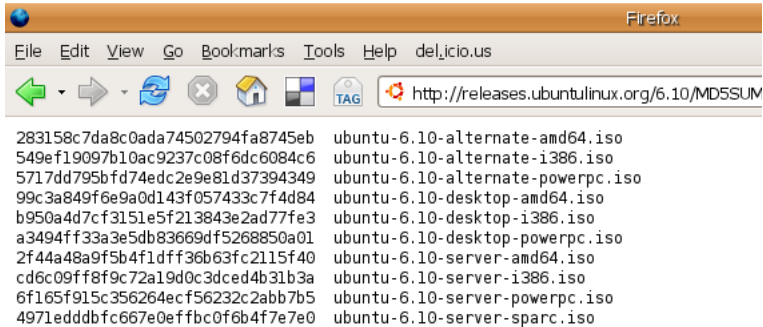 Firefox
File Edit View Go Bookmarks Tools Help del.icio.us
TAG http://releases.ubuntulinux.org/6.10/MD5SUM
283158c7da8c0ada74502794fa8745eb ubuntu-6.10-alternate-amd64.iso
549ef19097b10ac9237c08f6dc6084c6 ubuntu-6.10-alternate-i386.iso
5717dd795bfd74edc2e9e81d37394349 ubuntu-6.10-alternate-powerpc.iso
99c3a849f6e9a0d143f057433c7f4d84 ubuntu-6.10-desktop-amd64.iso
b950a4d7cf3151e5f213843e2ad77fe3 ubuntu-6.10-desktop-i386.iso
a3494ff33a3e5db83669df5268850a01 ubuntu-6.10-desktop-powerpc.iso
2f44a48a9f5b4f1dff36b63fc2115f40 ubuntu-6.10-server-amd64.iso
cd6c09ff8f9c72a19d0c3dced4b31b3a ubuntu-6.10-server-i386.iso
6f165f915c356264ecf56232c2abb7b5 ubuntu-6.10-server-powerpc.iso
4971edddbfc667e0effbc0f6b4f7e7e0 ubuntu-6.10-server-sparc.iso